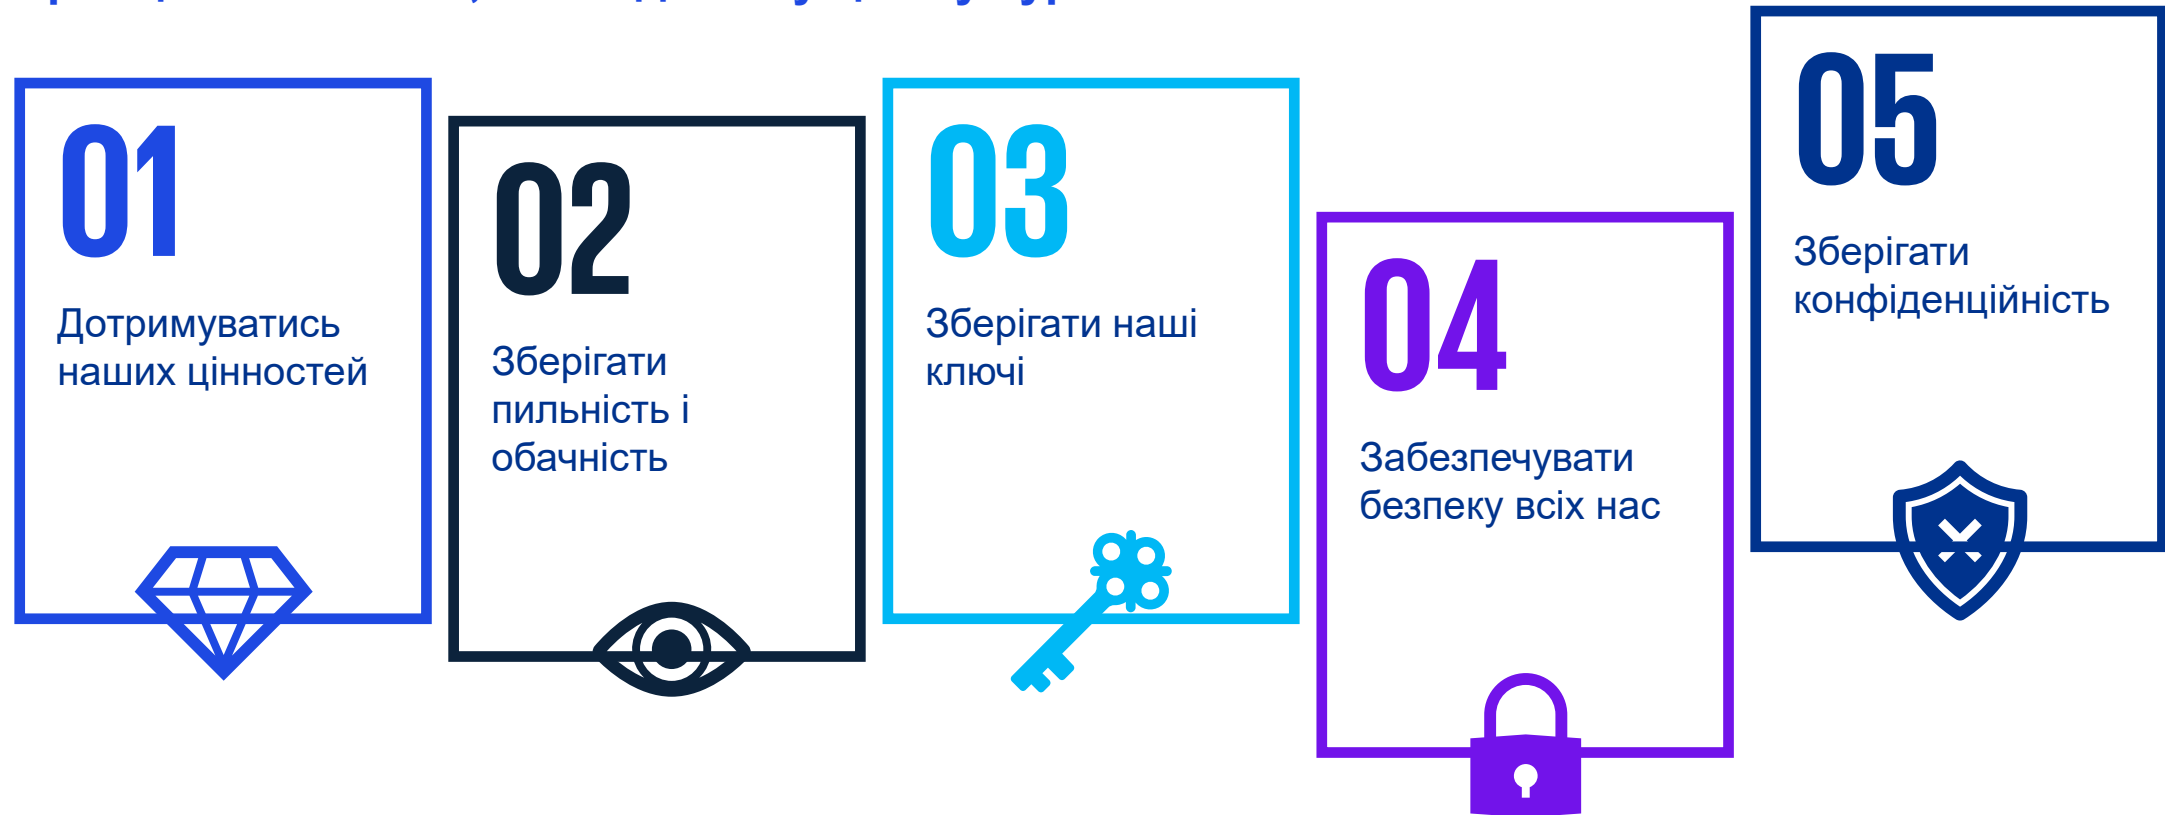 01
Дотримуватись
наших цінностей
02
Зберігати
пильність і
обачність
03
Зберігати наші
ключі
04
Забезпечувати
безпеку всіх нас
05
Зберігати
конфіденційність